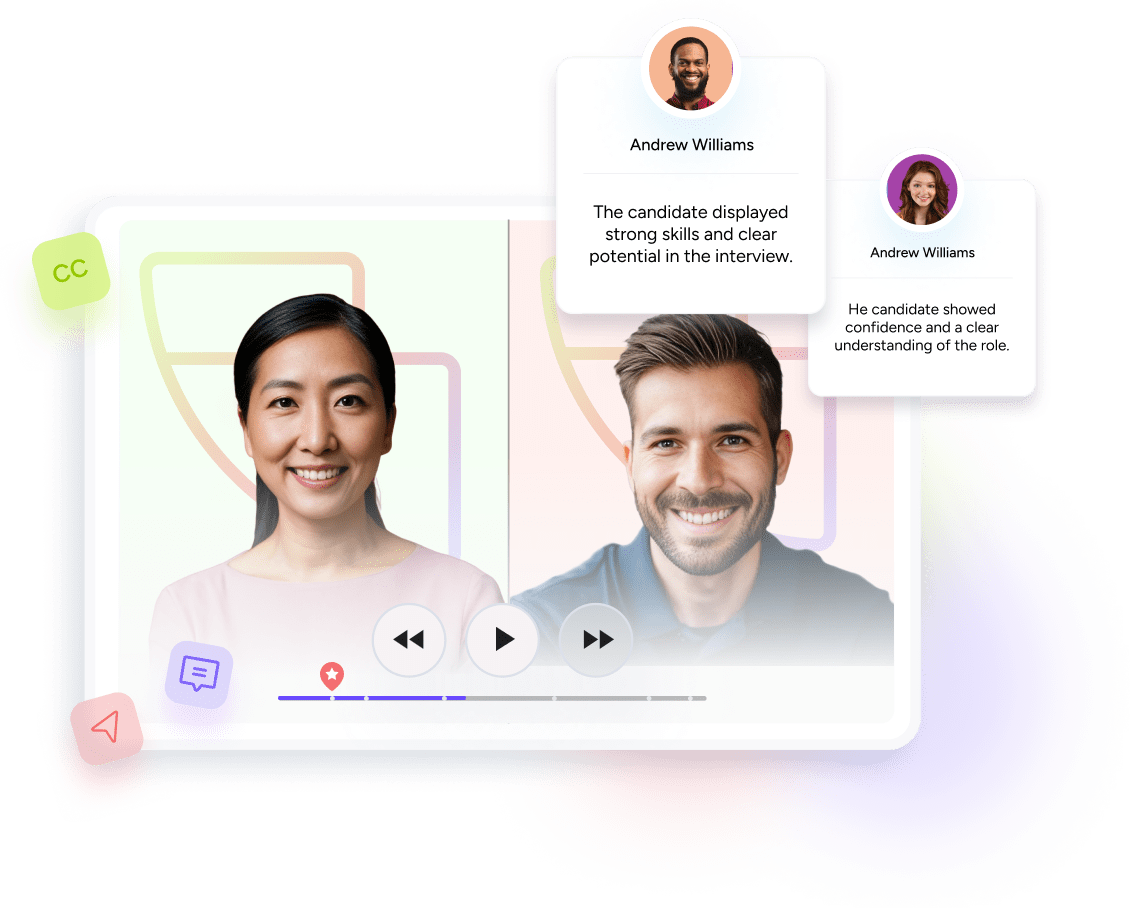 Andrew Williams
The candidate displayed
strong skills and clear
potential in the interview.
Andrew Williams
He candidate showed
confidence and a clear
understanding of the role.
CC